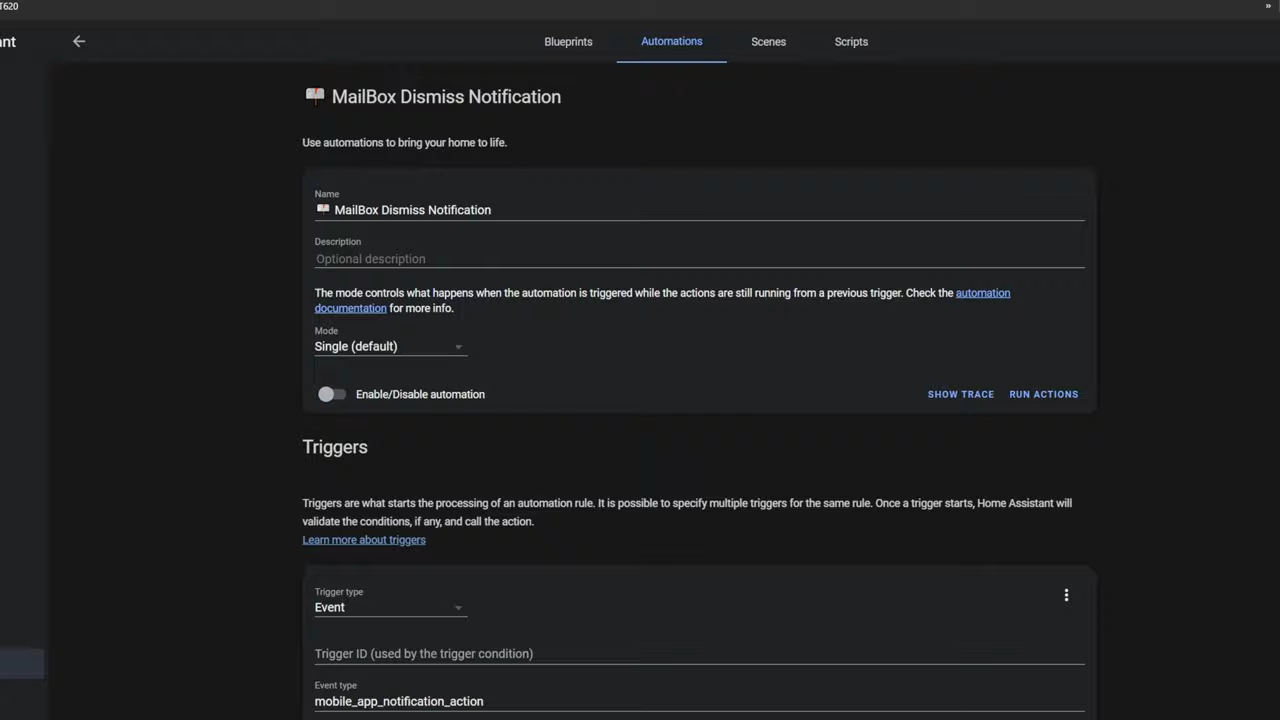 T620
»
nt
Blueprints
Automations
Scenes
Scripts
MailBox Dismiss Notification
Use automations to bring your home to life.
Name
MailBox Dismiss Notification
Description
Optional description
The mode controls what happens when the automation is triggered while the actions are still running from a previous trigger. Check the automation
documentation for more info.
Mode
Single (default)
Enable/Disable automation
SHOW TRACE
RUN ACTIONS
Triggers
Triggers are what starts the processing of an automation rule. It is possible to specify multiple triggers for the same rule. Once a trigger starts, Home Assistant will
validate the conditions, if any, and call the action.
Learn more about triggers
Trigger type
Event
Trigger ID (used by the trigger condition)
Event type
mobile_app_notification_action